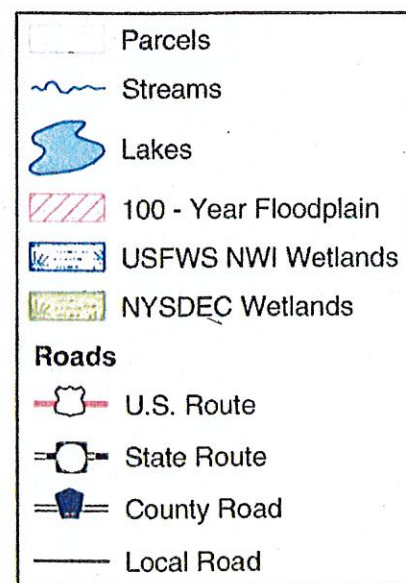 Parcels
Streams
Lakes
100 - Year Floodplain
USFWS NWI Wetlands
NYSDEC Wetlands
Roads
U.S. Route
State Route
County Road
Local Road